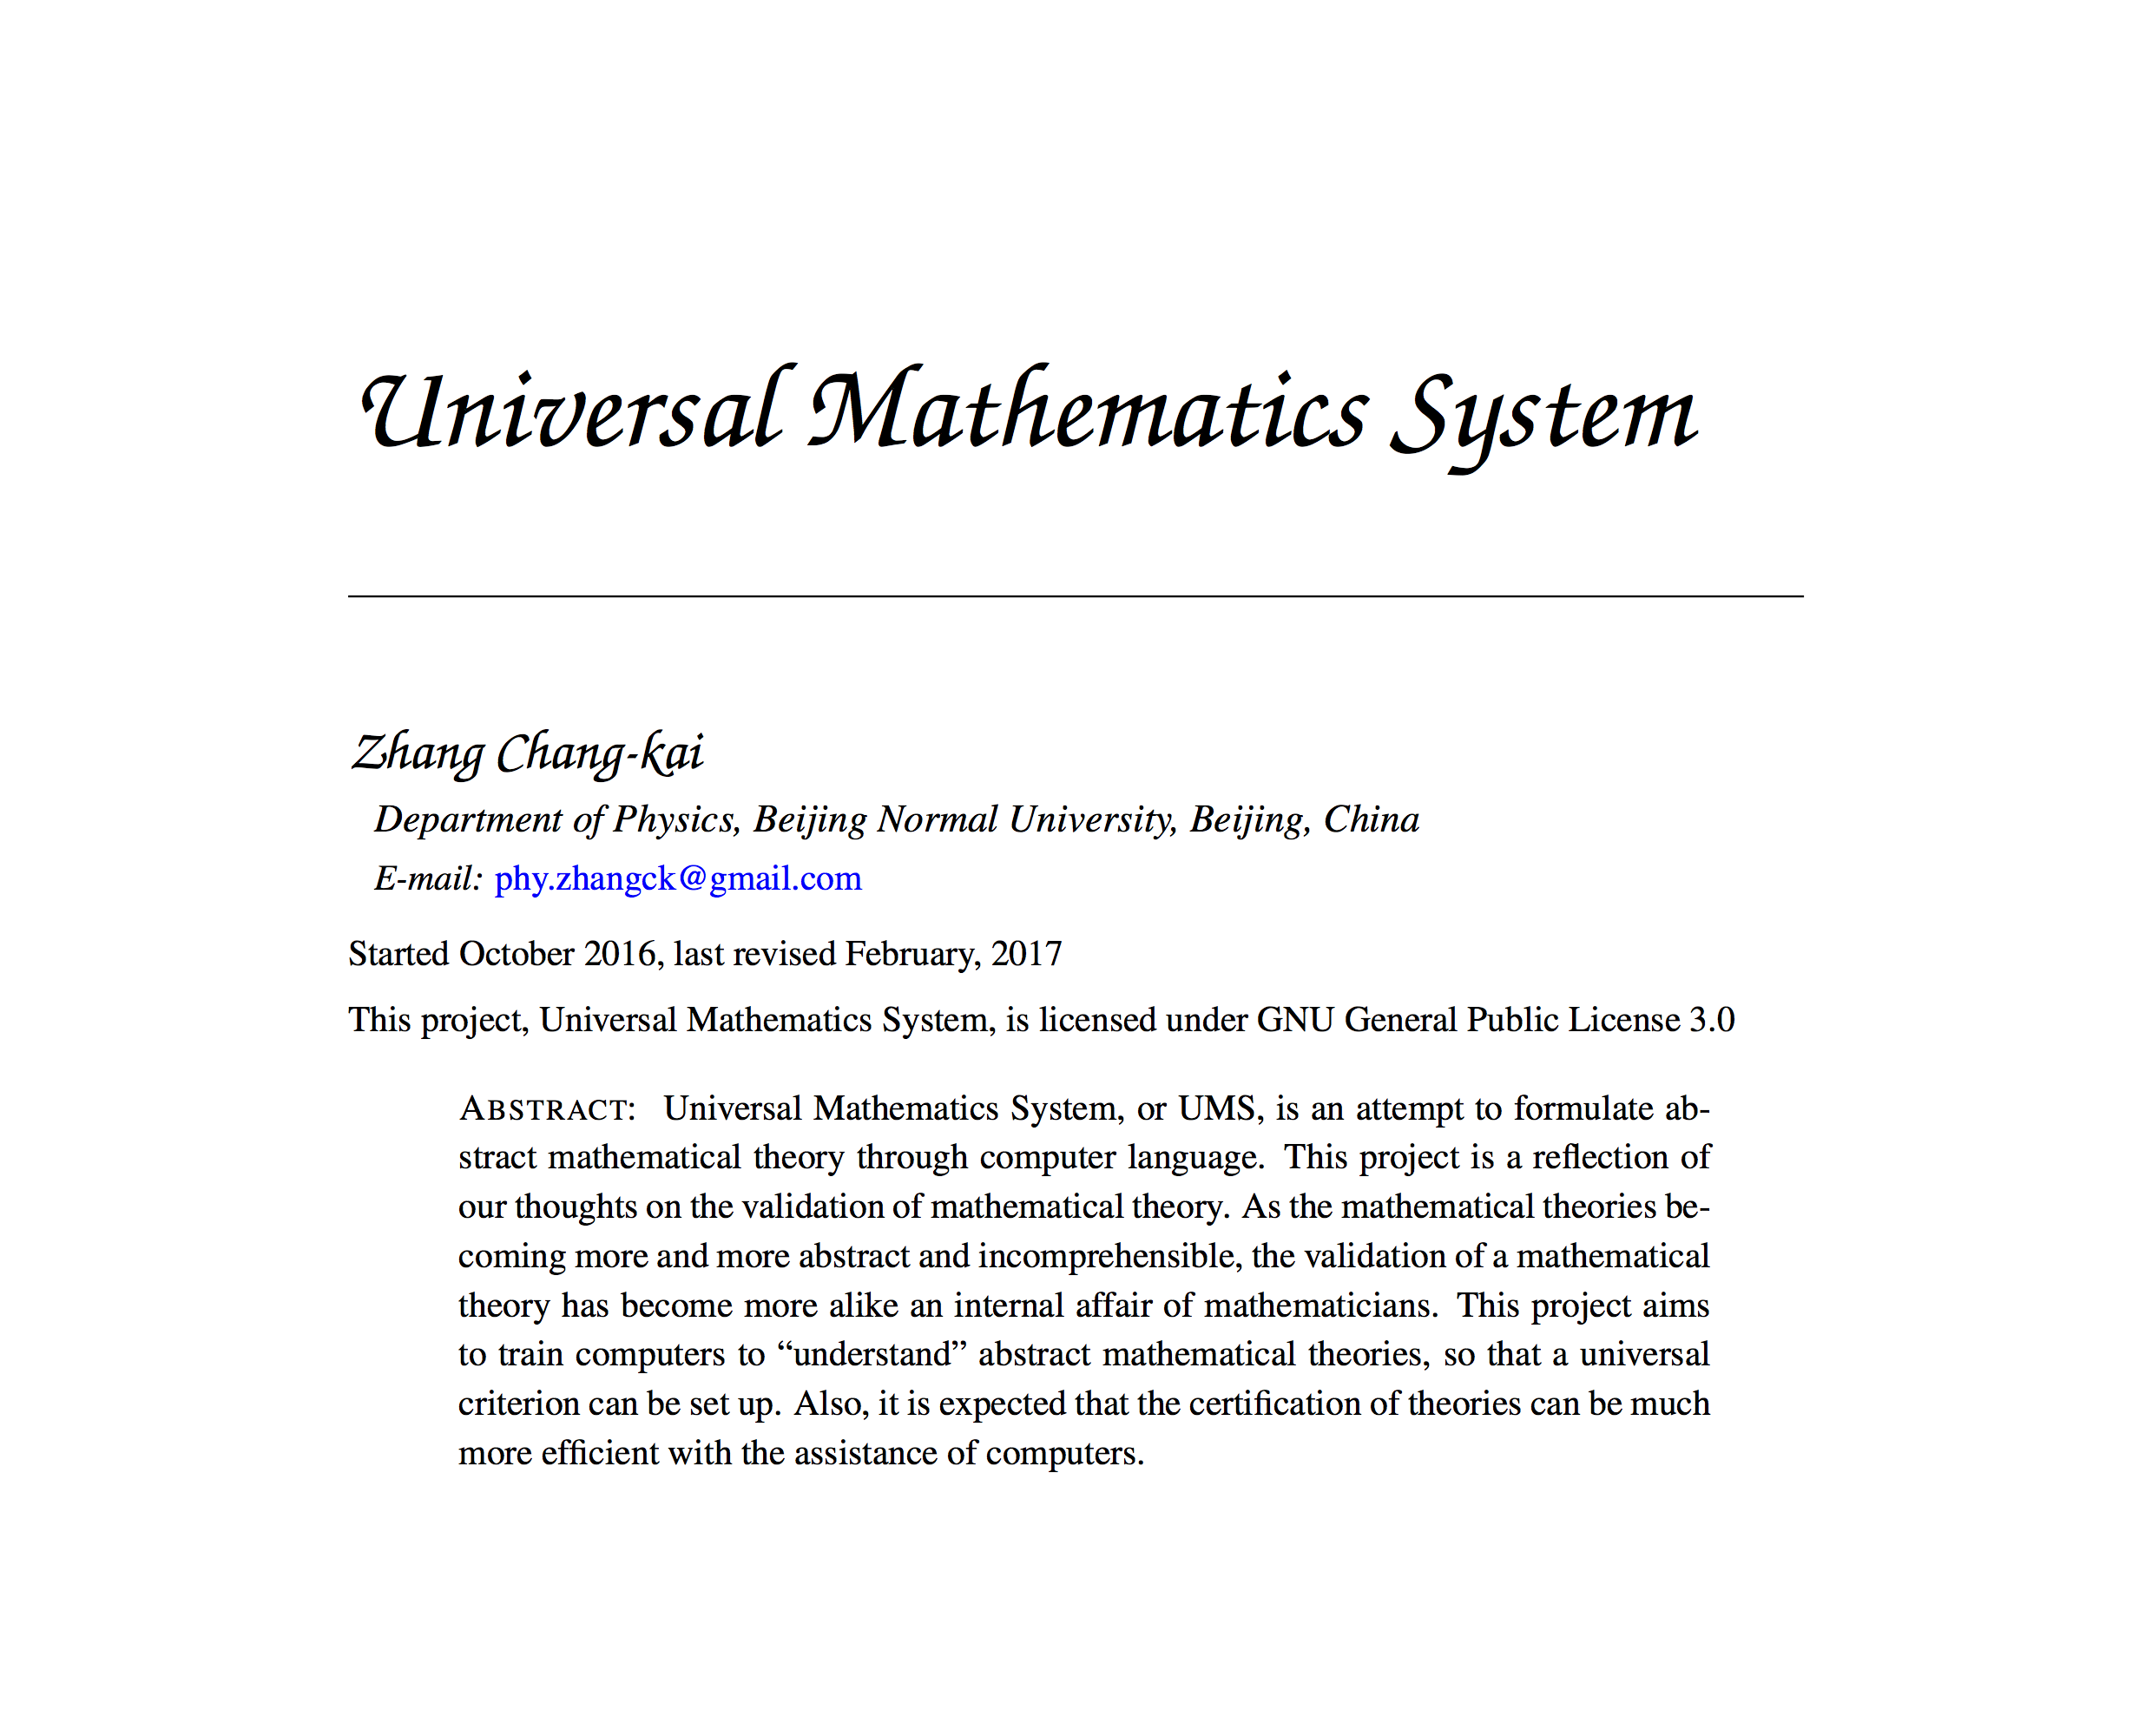 Universal Mathematics System
Zhang Chang-kai
Department of Physics, Beijing Normal University, Beijing, China
E-mail: phy.zhangck@gmail.com
Started October 2016, last revised February, 2017
This project, Universal Mathematics System, is licensed under GNU General Public License 3.0
ABSTRACT: Universal Mathematics System, or UMS, is an attempt to formulate ab-
stract mathematical theory through computer language. This project is a reflection of
our thoughts on the validation of mathematical theory. As the mathematical theories be-
coming more and more abstract and incomprehensible, the validation of a mathematical
theory has become more alike an internal affair of mathematicians. This project aims
to train computers to “understand” abstract mathematical theories, so that a universal
criterion can be set up. Also, it is expected that the certification of theories can be much
more efficient with the assistance of computers.